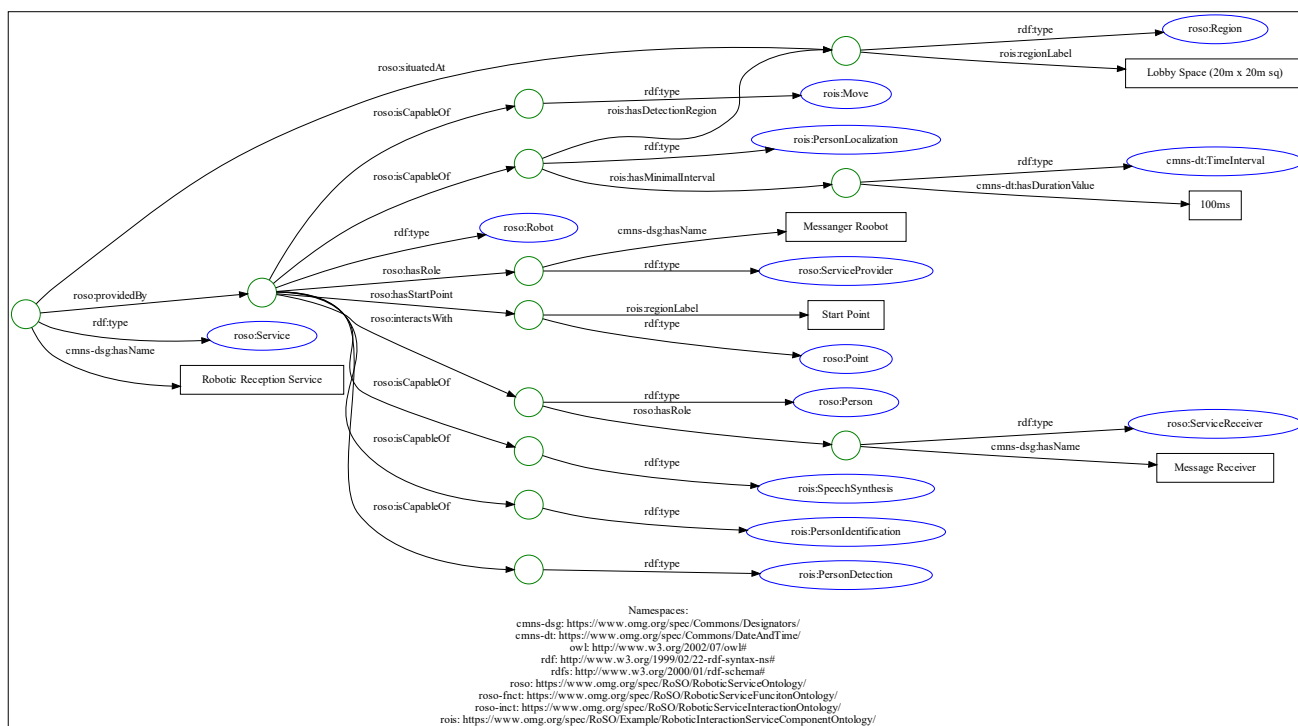 rdf:type
roso:Region
rois:regionLabel
roso:situatedAt
Lobby Space (20m x 20m sq)
rdf:type
rois:Move
roso:isCapableOf
rois:hasDetectionRegion
rdf:type
rois:PersonLocalization
rdf:type
cmns-dt:TimeInterval
roso:isCapableOf
rois:hasMinimalInterval
cmns-dt:hasDurationValue
100ms
cmns-dsg:hasName
Messanger Roobot
rdf:type
roso:Robot
roso:hasRole
rdf:type
roso:ServiceProvider
roso:providedBy
roso:hasStartPoint
rois:regionLabel
Start Point
roso:interactsWith
rdf:type
rdf:type
roso:Service
roso:Point
cmns-dsg:hasName
Robotic Reception Service
roso:isCapableOf
rdf:type
roso:Person
roso:hasRole
rdf:type
roso:ServiceReceiver
cmns-dsg:hasName
Message Receiver
roso:isCapableOf
rdf:type
rois:SpeechSynthesis
roso:isCapableOf
rdf:type
rois:PersonIdentification
rdf:type
rois:PersonDetection
Namespaces:
cmns-dsg: https://www.omg.org/spec/Commons/Designators/
cmns-dt: https://www.omg.org/spec/Commons/DateAndTime/
owl: http://www.w3.org/2002/07/owl#
rdf: http://www.w3.org/1999/02/22-rdf-syntax-ns#
rdfs: http://www.w3.org/2000/01/rdf-schema#
roso: https://www.omg.org/spec/RoSO/RoboticServiceOntology/
roso-fnct: https://www.omg.org/spec/RoSO/RoboticServiceFuncitonOntology/
roso-inct: https://www.omg.org/spec/RoSO/RoboticServiceInteractionOntology/
rois: https://www.omg.org/spec/RoSO/Example/RoboticInteractionServiceComponentOntology/